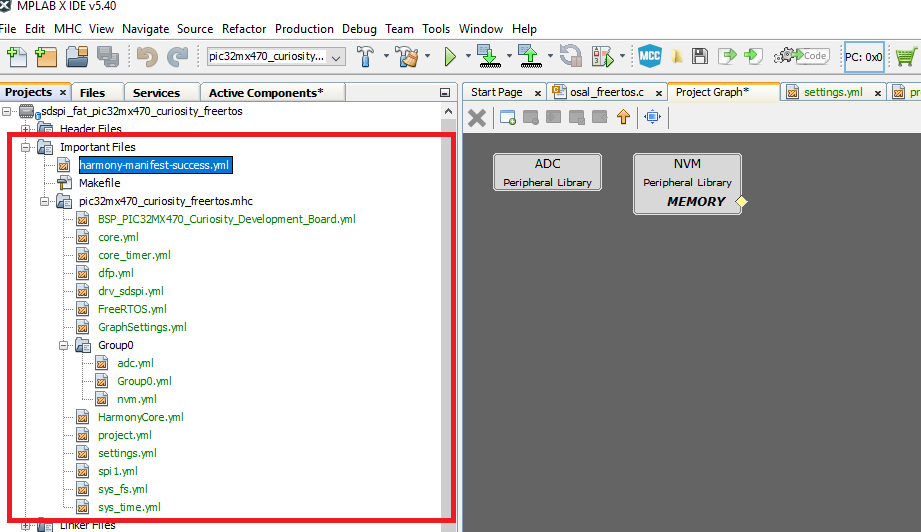 MPLAB X IDE v5.40
File Edit MHC View Navigate Source Refactor Production Debug Team Tools Window Help
pic32mx470_curiosity...
MCC
Code
PC: 0x0
Projects
Files
Services
Active Components*
Start Page
osal_freertos.c
Project Graph*
settings.yml
sdspi_fat_pic32mx470_curiosity_freertos
Header Files
Important Files
harmony-manifest-success.yml
Makefile
pic32mx470_curiosity_freertos.mhc
BSP_PIC32MX470_Curiosity_Development_Board.yml
core.yml
core_timer.yml
dfp.yml
drv_sdspi.yml
FreeRTOS.yml
GraphSettings.yml
Group0
adc.yml
Group0.yml
nvm.yml
HarmonyCore.yml
project.yml
settings.yml
spi1.yml
sys_fs.yml
sys_time.yml
Linker Files
ADC
Peripheral Library
NVM
Peripheral Library
MEMORY